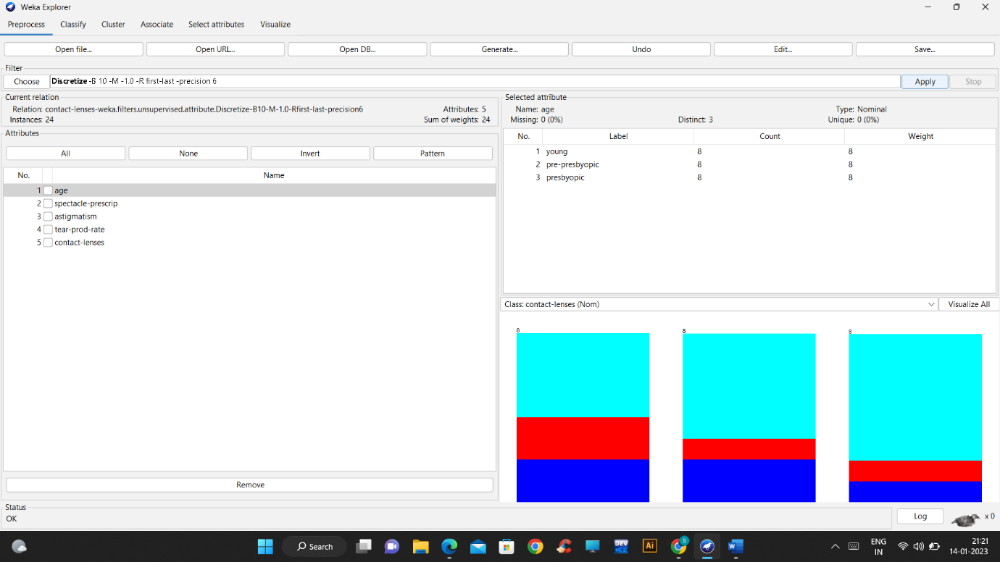 Weka Explorer
Preprocess Classify Cluster Associate Select attributes Visualize
Open file... Open URL... Open DB... Generate... Undo Edit... Save...
Filter
Choose Discretize -B 10 -M -1.0 -R first-last -precision 6 Apply Stop
Current relation
Relation: contact-lenses-weka.filters.unsupervised.attribute.Discretize-B10-M-1.0-Rfirst-last-precision6 Attributes: 5
Instances: 24 Sum of weights: 24
Attributes
All None Invert Pattern
No. Name
1 age
2 spectacle-prescrip
3 astigmatism
4 tear-prod-rate
5 contact-lenses
Remove
Selected attribute
Name: age Type: Nominal
Missing: 0 (0%) Distinct: 3 Unique: 0 (0%)
No. Label Count Weight
1 young 8 8
2 pre-presbyopic 8 8
3 presbyopic 8 8
Class: contact-lenses (Nom) Visualize All
8 8 8
Status
OK Log x 0
Search DEV Ai S W ENG 21:21
IN 14-01-2023